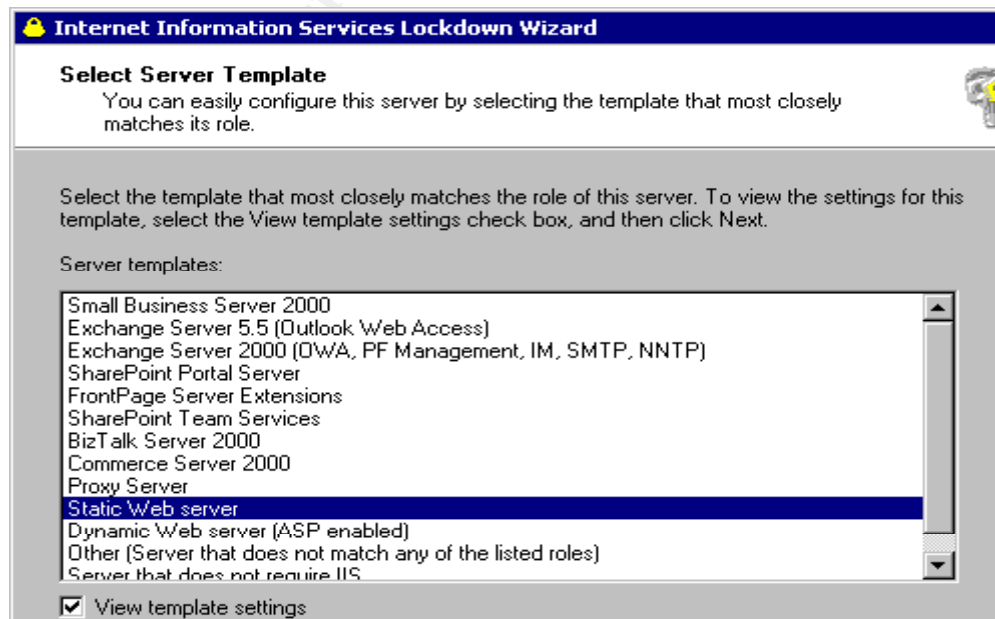 Internet Information Services Lockdown Wizard
Select Server Template
You can easily configure this server by selecting the template that most closely
matches its role.
Select the template that most closely matches the role of this server. To view the settings for this
template, select the View template settings check box, and then click Next.
Server templates:
Small Business Server 2000
Exchange Server 5.5 (Outlook Web Access)
Exchange Server 2000 (OWA, PF Management, IM, SMTP, NNTP)
SharePoint Portal Server
FrontPage Server Extensions
SharePoint Team Services
BizTalk Server 2000
Commerce Server 2000
Proxy Server
Static Web server
Dynamic Web server (ASP enabled)
Other (Server that does not match any of the listed roles)
Server that does not require IIS
View template settings